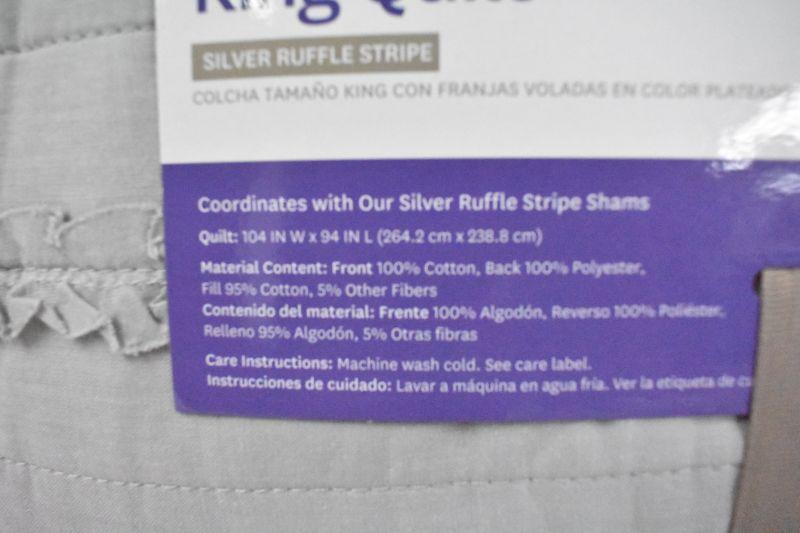 King Quilt
SILVER RUFFLE STRIPE
COLCHA TAMAÑO KING CON FRANJAS VOLADAS EN COLOR PLATEADO
Coordinates with Our Silver Ruffle Stripe Shams
Quilt: 104 IN W x 94 IN L (264.2 cm x 238.8 cm)
Material Content: Front 100% Cotton, Back 100% Polyester,
Fill 95% Cotton, 5% Other Fibers
Contenido del material: Frente 100% Algodón, Reverso 100% Poliéster,
Relleno 95% Algodón, 5% Otras fibras
Care Instructions: Machine wash cold. See care label.
Instrucciones de cuidado: Lavar a máquina en agua fría. Ver la etiqueta de